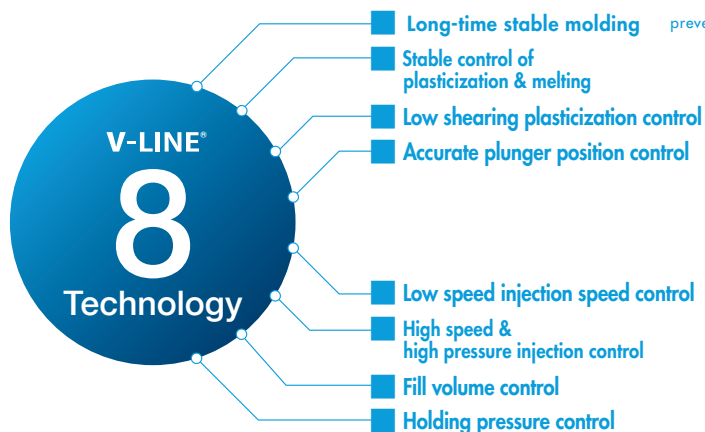 Long-time stable molding
Stable control of
plasticization & melting
Low shearing plasticization control
Accurate plunger position control
V-LINE®
8
Technology
Low speed injection speed control
High speed &
high pressure injection control
Fill volume control
Holding pressure control